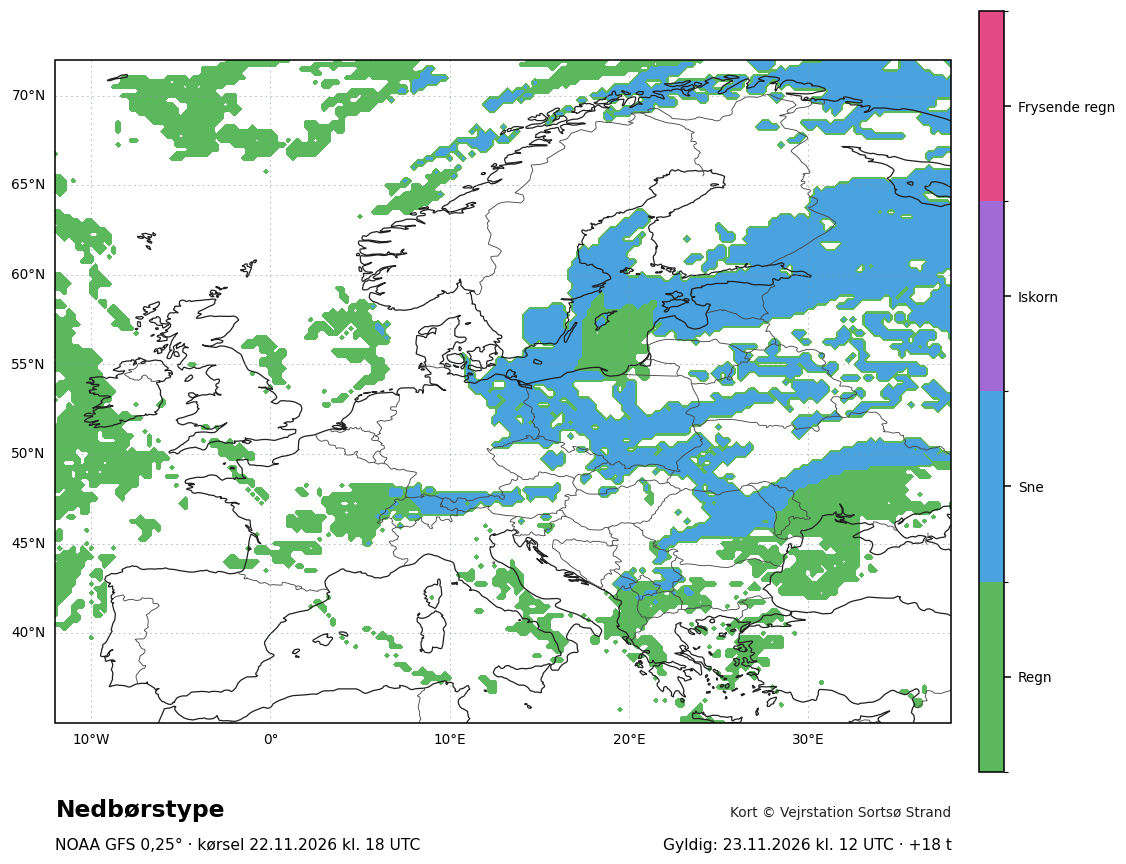 Frysende regn
Iskorn
Sne
Regn
70°N
65°N
60°N
55°N
50°N
45°N
40°N
10°W
0°
10°E
20°E
30°E
Nedbørstype
Kort © Vejrstation Sortsø Strand
NOAA GFS 0,25° · kørsel 22.11.2026 kl. 18 UTC
Gyldig: 23.11.2026 kl. 12 UTC · +18 t